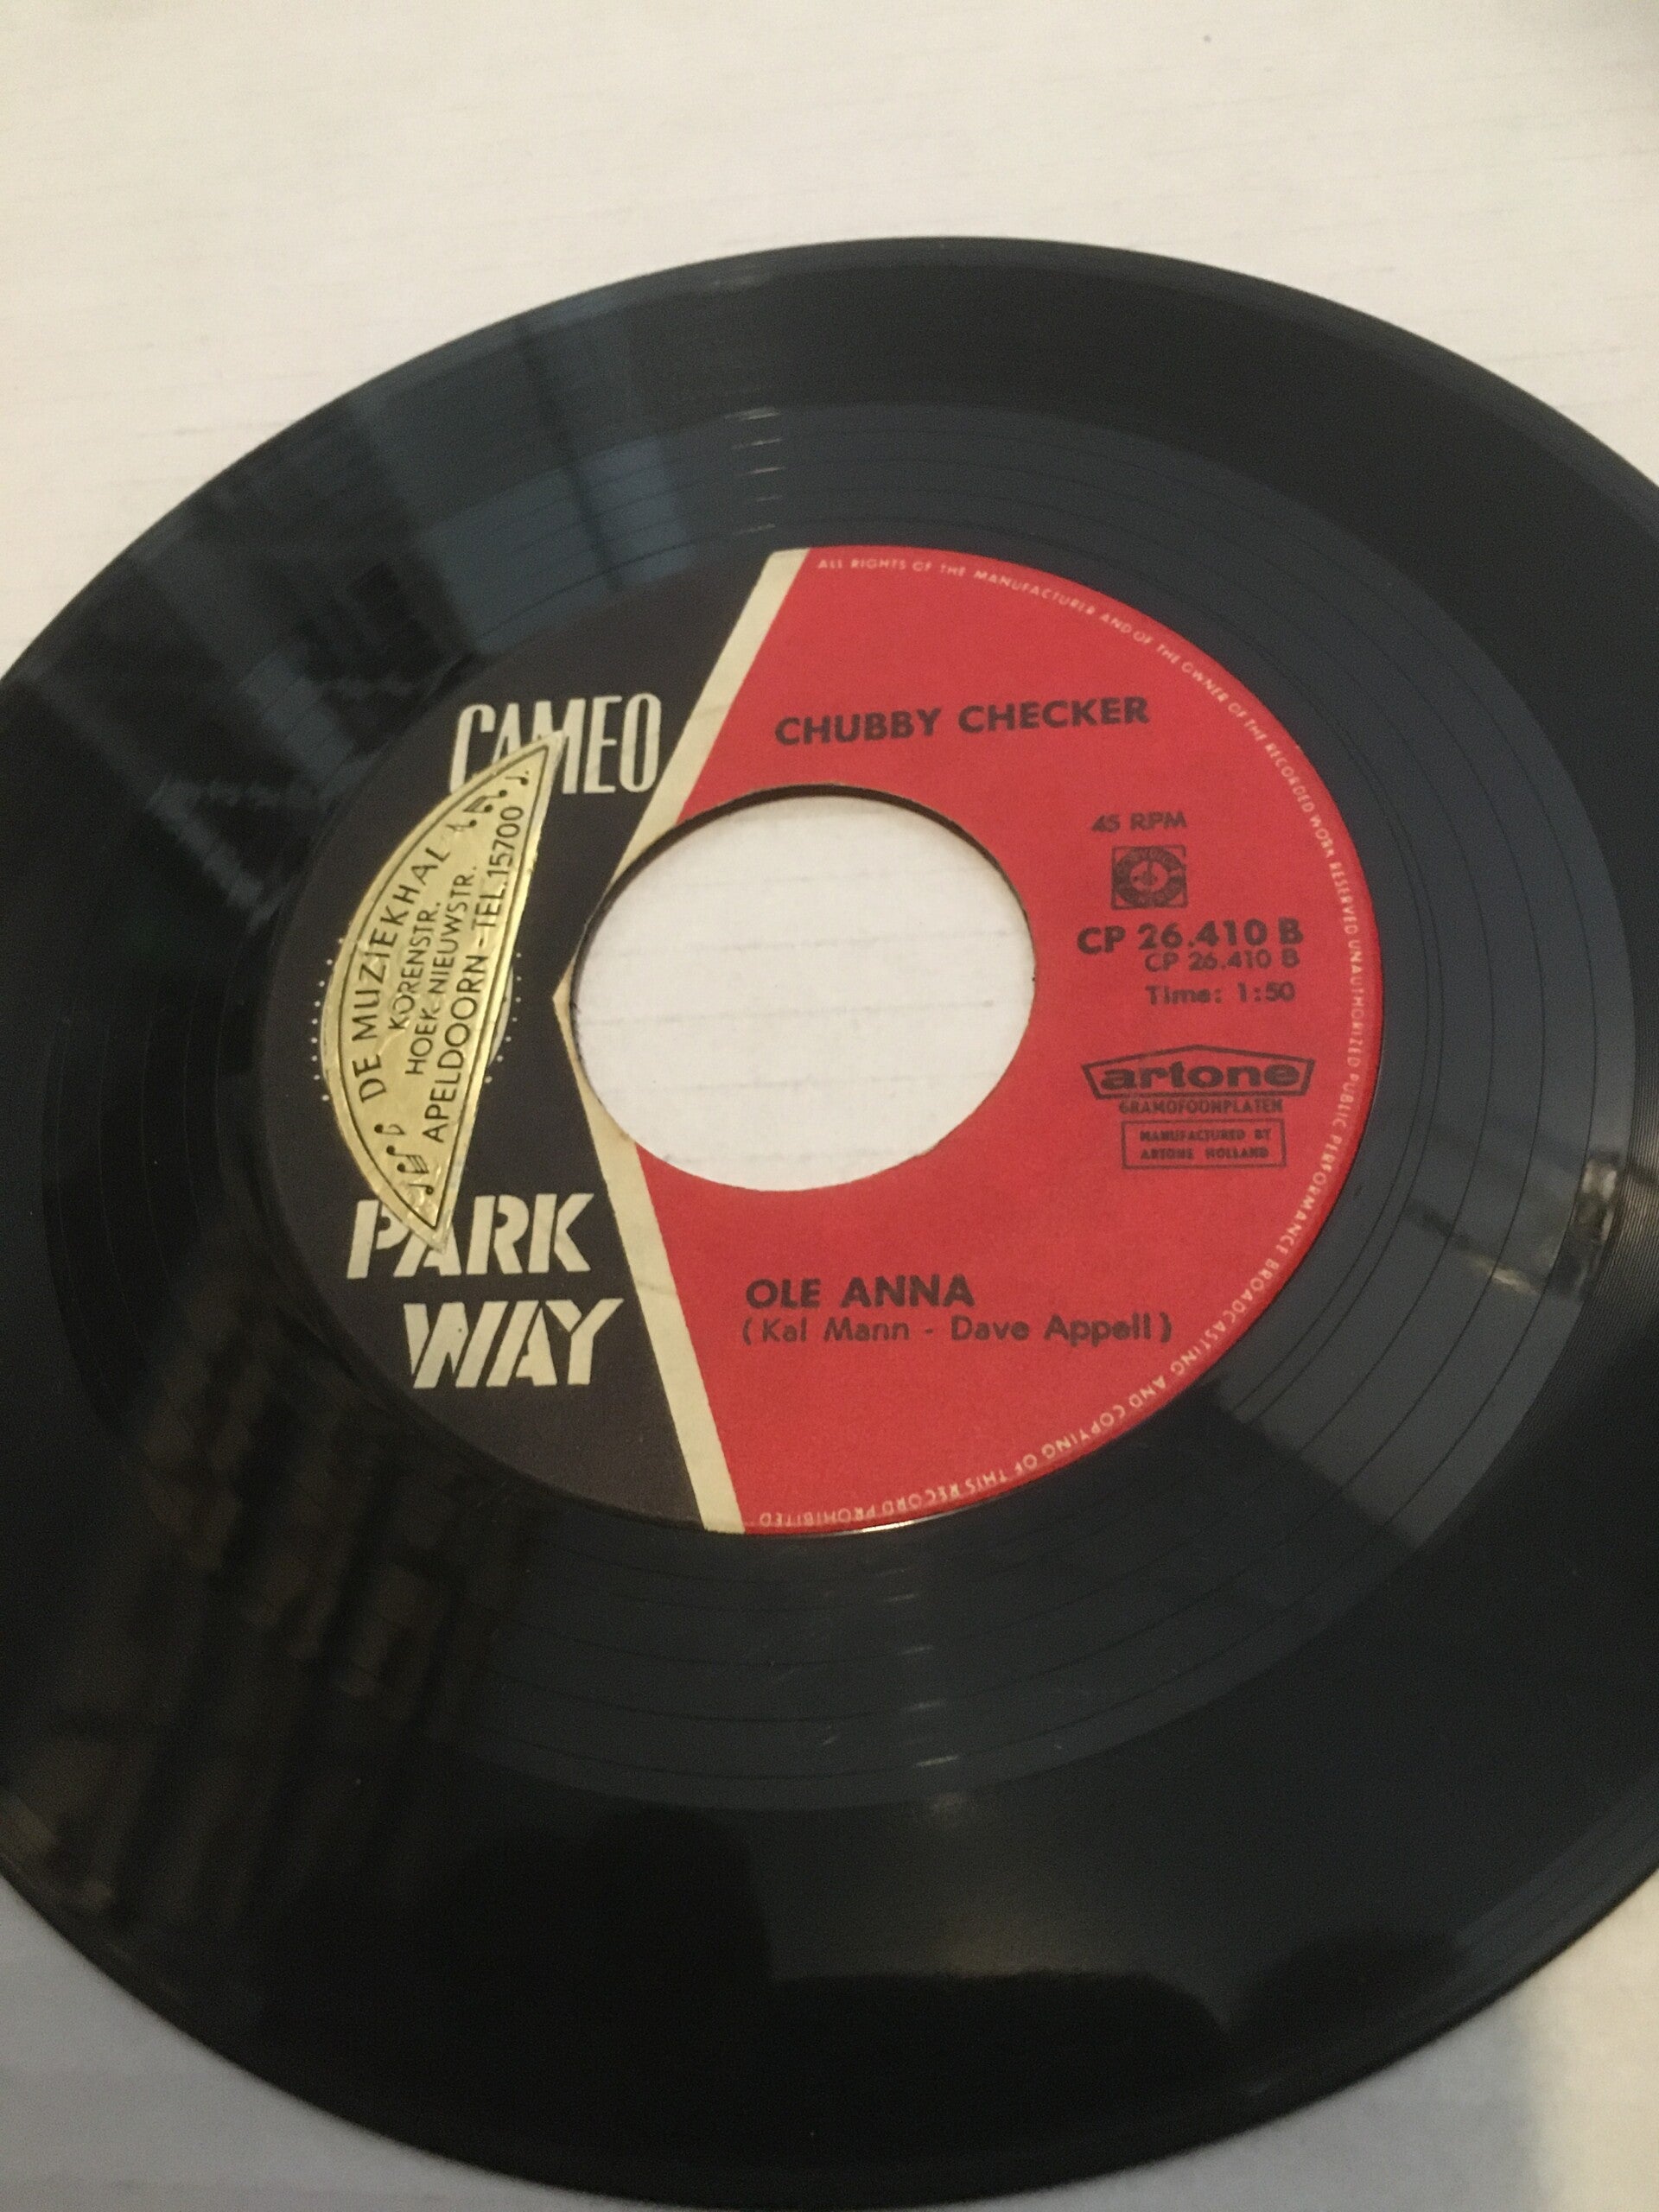 CAMEO
PARK
WAY
DE MUZIEKHAL
KORENSTR.
HOEK-NIEUWSTR.
APELDOORN-TEL.15700
CHUBBY CHECKER
45 RPM
CP 26.410 B
CP 26.410 B
Time: 1:50
artone
GRAMOFOONPLATEN
MANUFACTURED BY
ARTONE HOLLAND
OLE ANNA
(Kal Mann - Dave Appell)
ALL RIGHTS OF THE MANUFACTURER AND OF THE OWNER OF THE RECORDED WORK RESERVED UNAUTHORIZED PUBLIC PERFORMANCE BROADCASTING AND COPYING OF THIS RECORD PROHIBITED